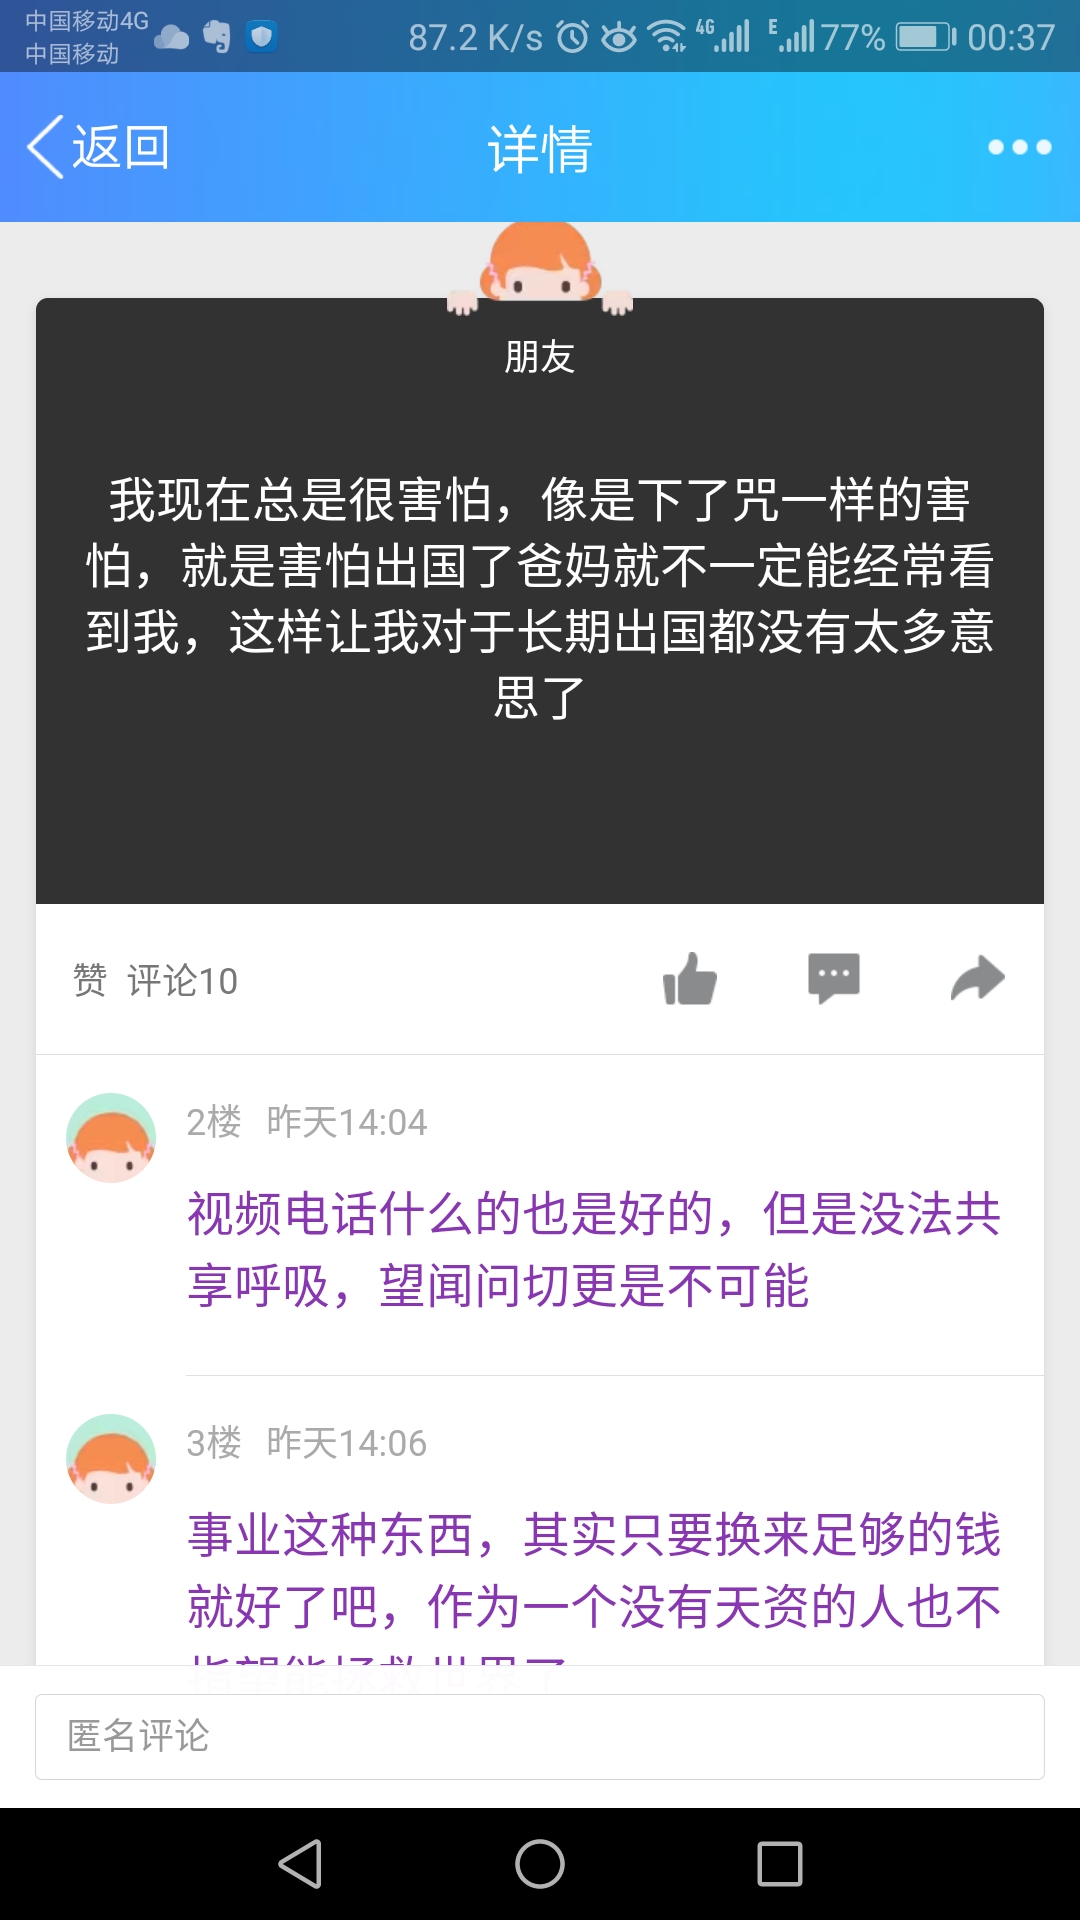 中国移动4G
中国移动
87.2 K/s
4G
E
77%
00:37
返回
详情
朋友
我现在总是很害怕，像是下了咒一样的害
怕，就是害怕出国了爸妈就不一定能经常看
到我，这样让我对于长期出国都没有太多意
思了
赞 评论10
2楼 昨天14:04
视频电话什么的也是好的，但是没法共
享呼吸，望闻问切更是不可能
3楼 昨天14:06
事业这种东西，其实只要换来足够的钱
就好了吧，作为一个没有天资的人也不
指望能拯救世界了
匿名评论